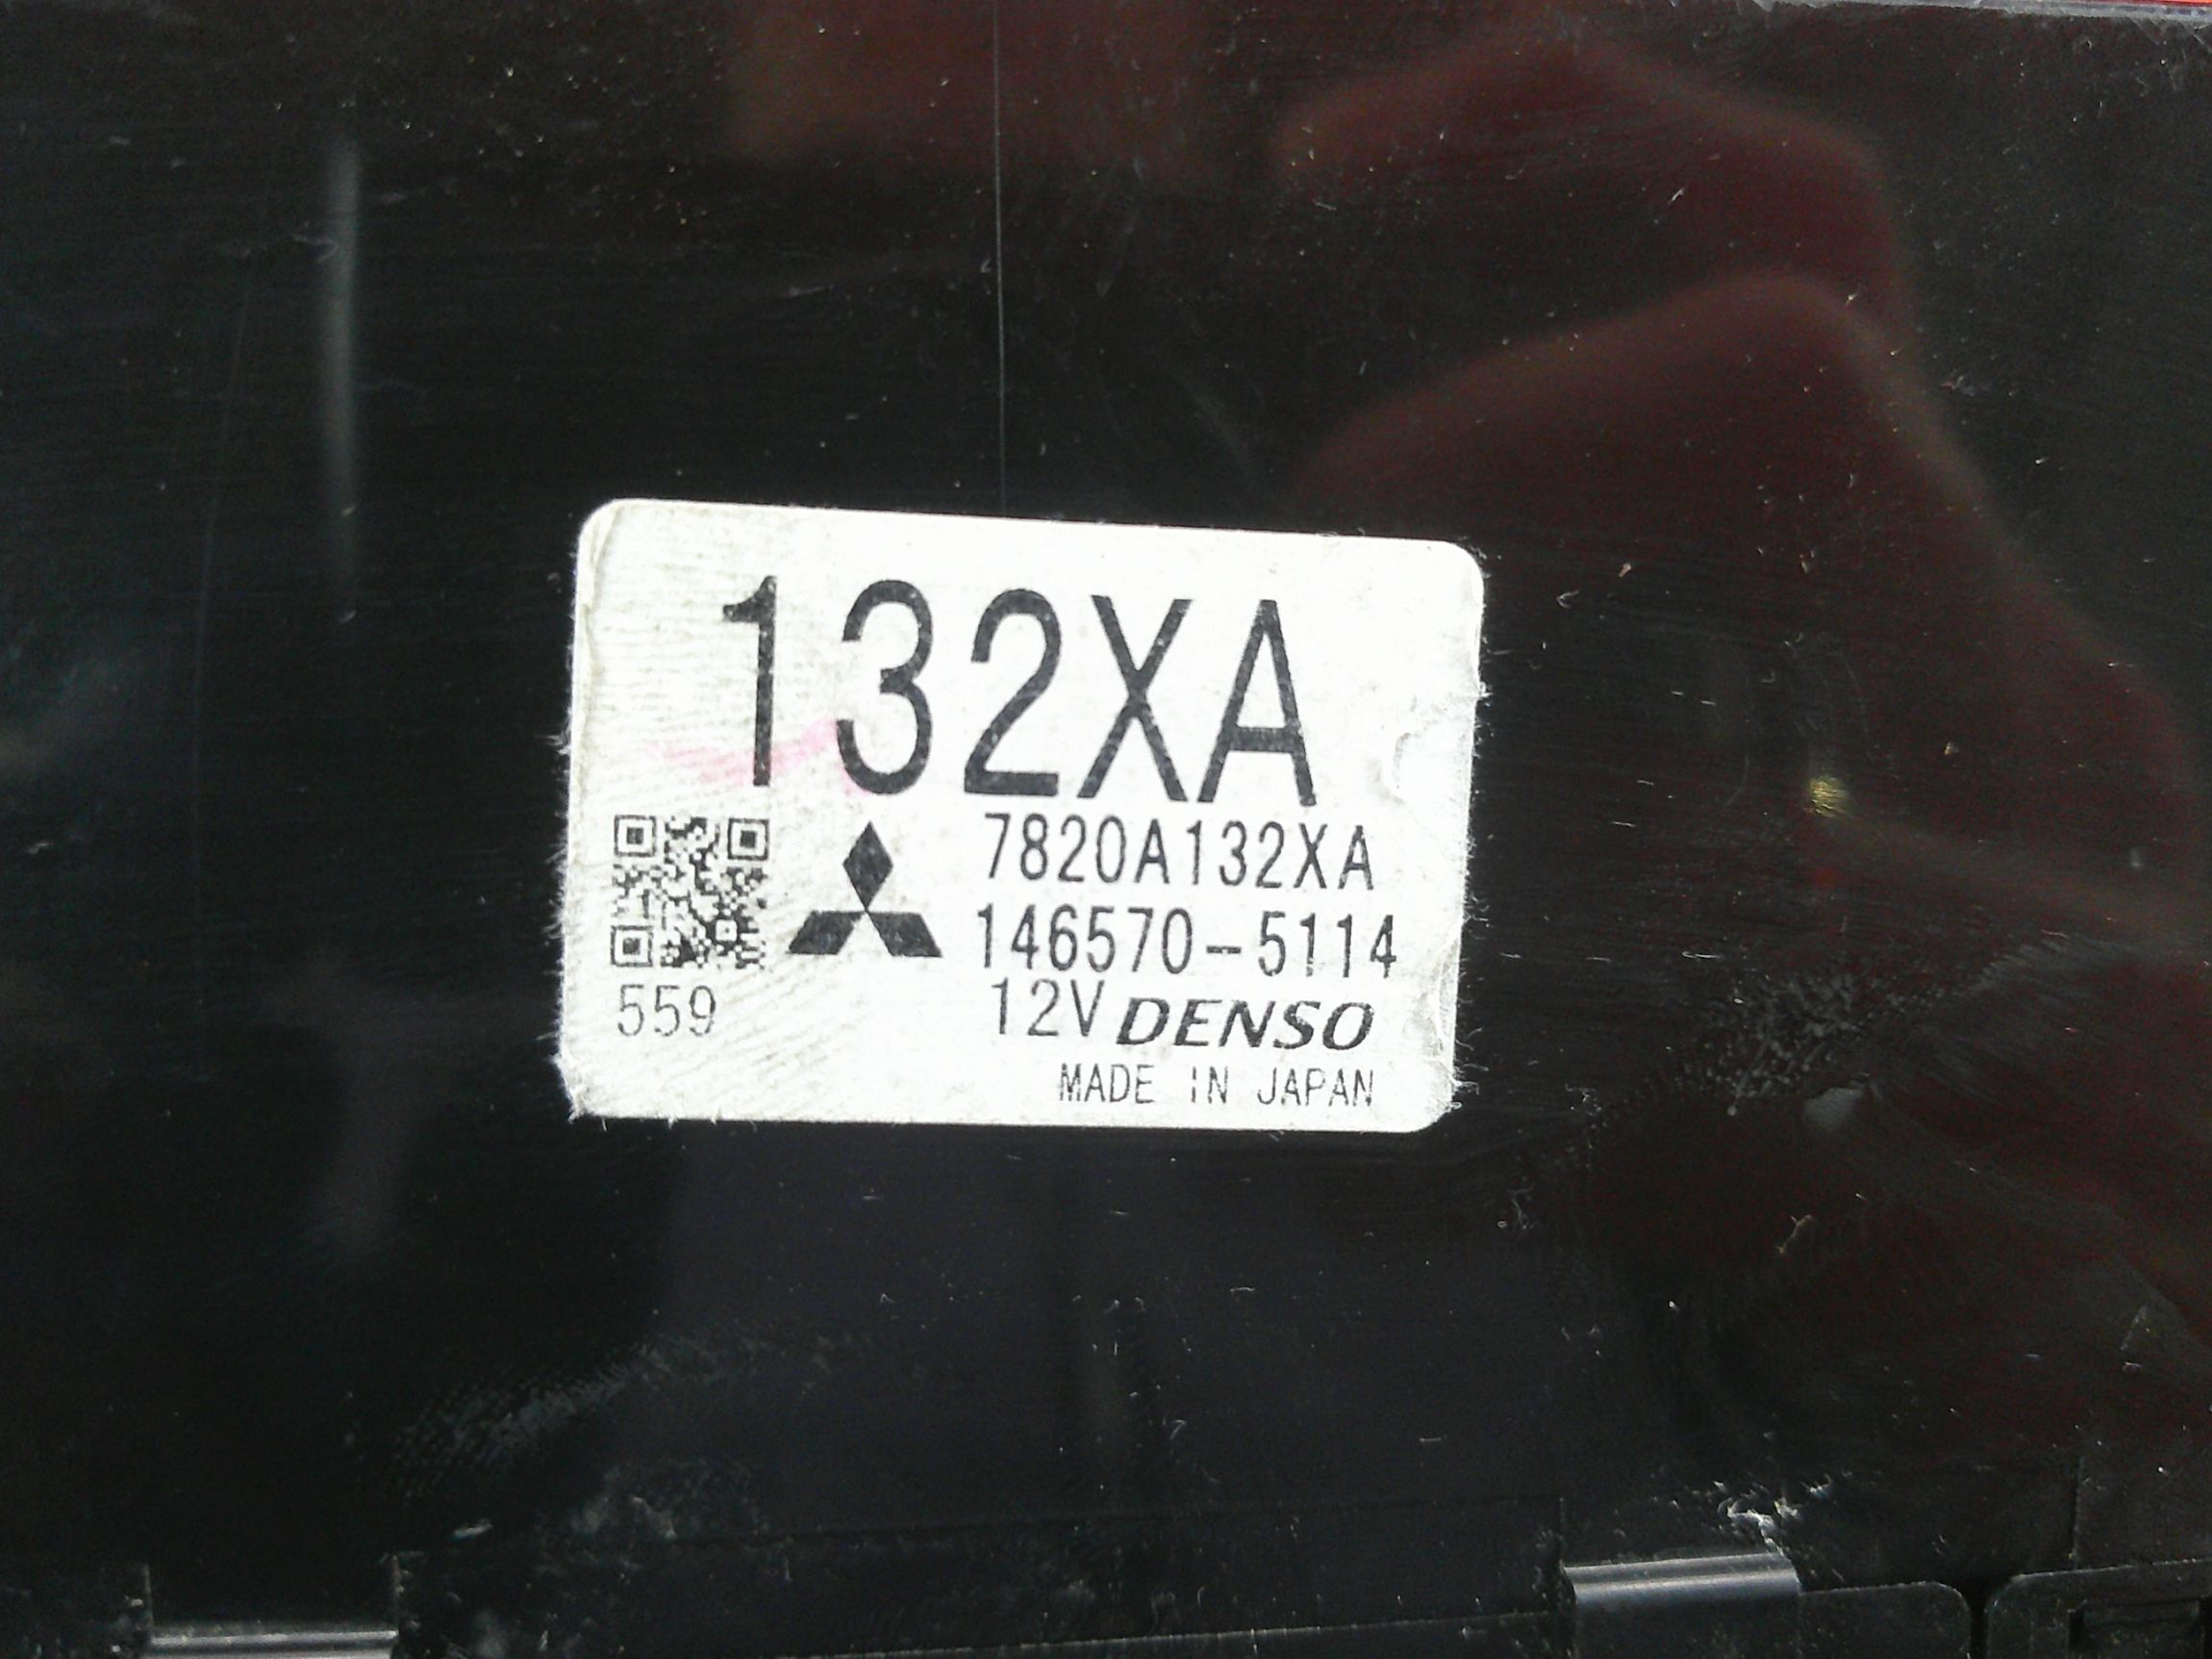 132XA
7820A132XA
146570-5114
559
12V DENSO
MADE IN JAPAN